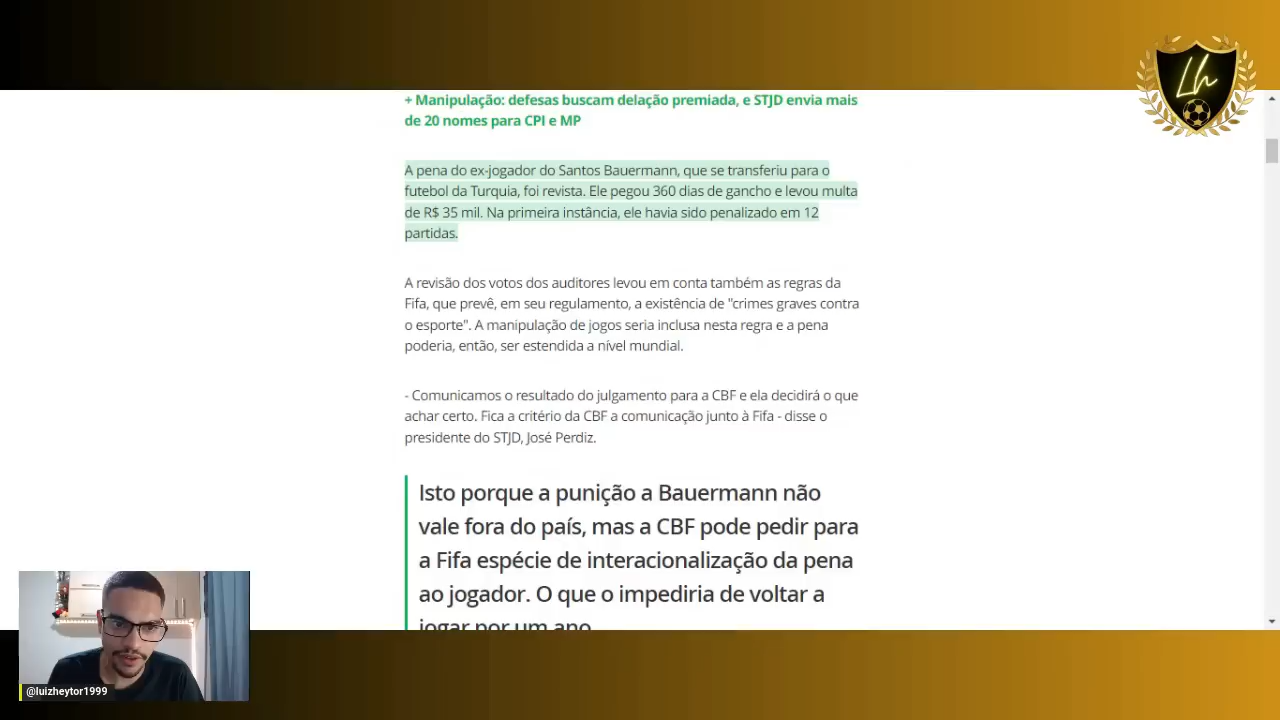 + Manipulação: defesas buscam delação premiada, e STJD envia mais
de 20 nomes para CPI e MP
A pena do ex-jogador do Santos Bauermann, que se transferiu para o
futebol da Turquia, foi revista. Ele pegou 360 dias de gancho e levou multa
de R$ 35 mil. Na primeira instância, ele havia sido penalizado em 12
partidas.
A revisão dos votos dos auditores levou em conta também as regras da
Fifa, que prevê, em seu regulamento, a existência de "crimes graves contra
o esporte". A manipulação de jogos seria inclusa nesta regra e a pena
poderia, então, ser estendida a nível mundial.
- Comunicamos o resultado do julgamento para a CBF e ela decidirá o que
achar certo. Fica a critério da CBF a comunicação junto à Fifa - disse o
presidente do STJD, José Perdiz.
Isto porque a punição a Bauermann não
vale fora do país, mas a CBF pode pedir para
a Fifa espécie de interacionalização da pena
ao jogador. O que o impediria de voltar a
jogar por um ano
Lh
@luizheytor1999